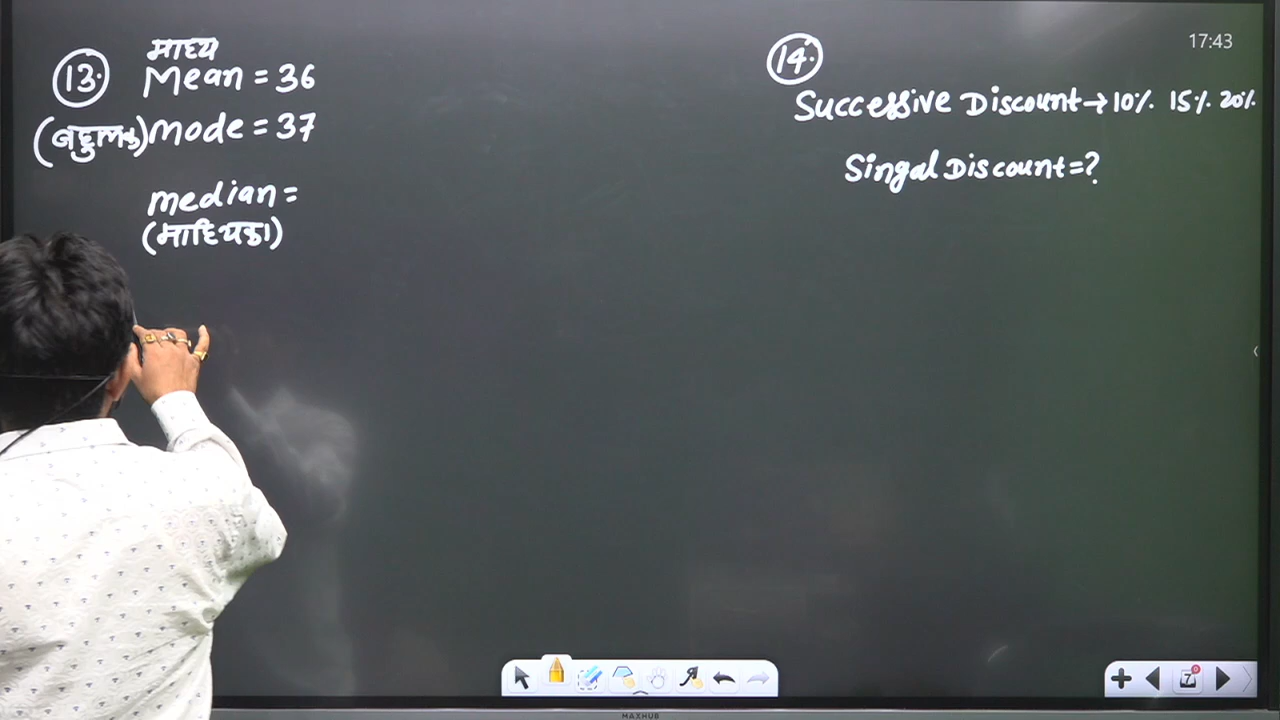 17:43
13.
माध्य
Mean = 36
(बहुलक) mode = 37
median =
(माध्यिका)
14.
Successive Discount → 10% 15% 20%
Singal Discount = ?
7
MAXHUB